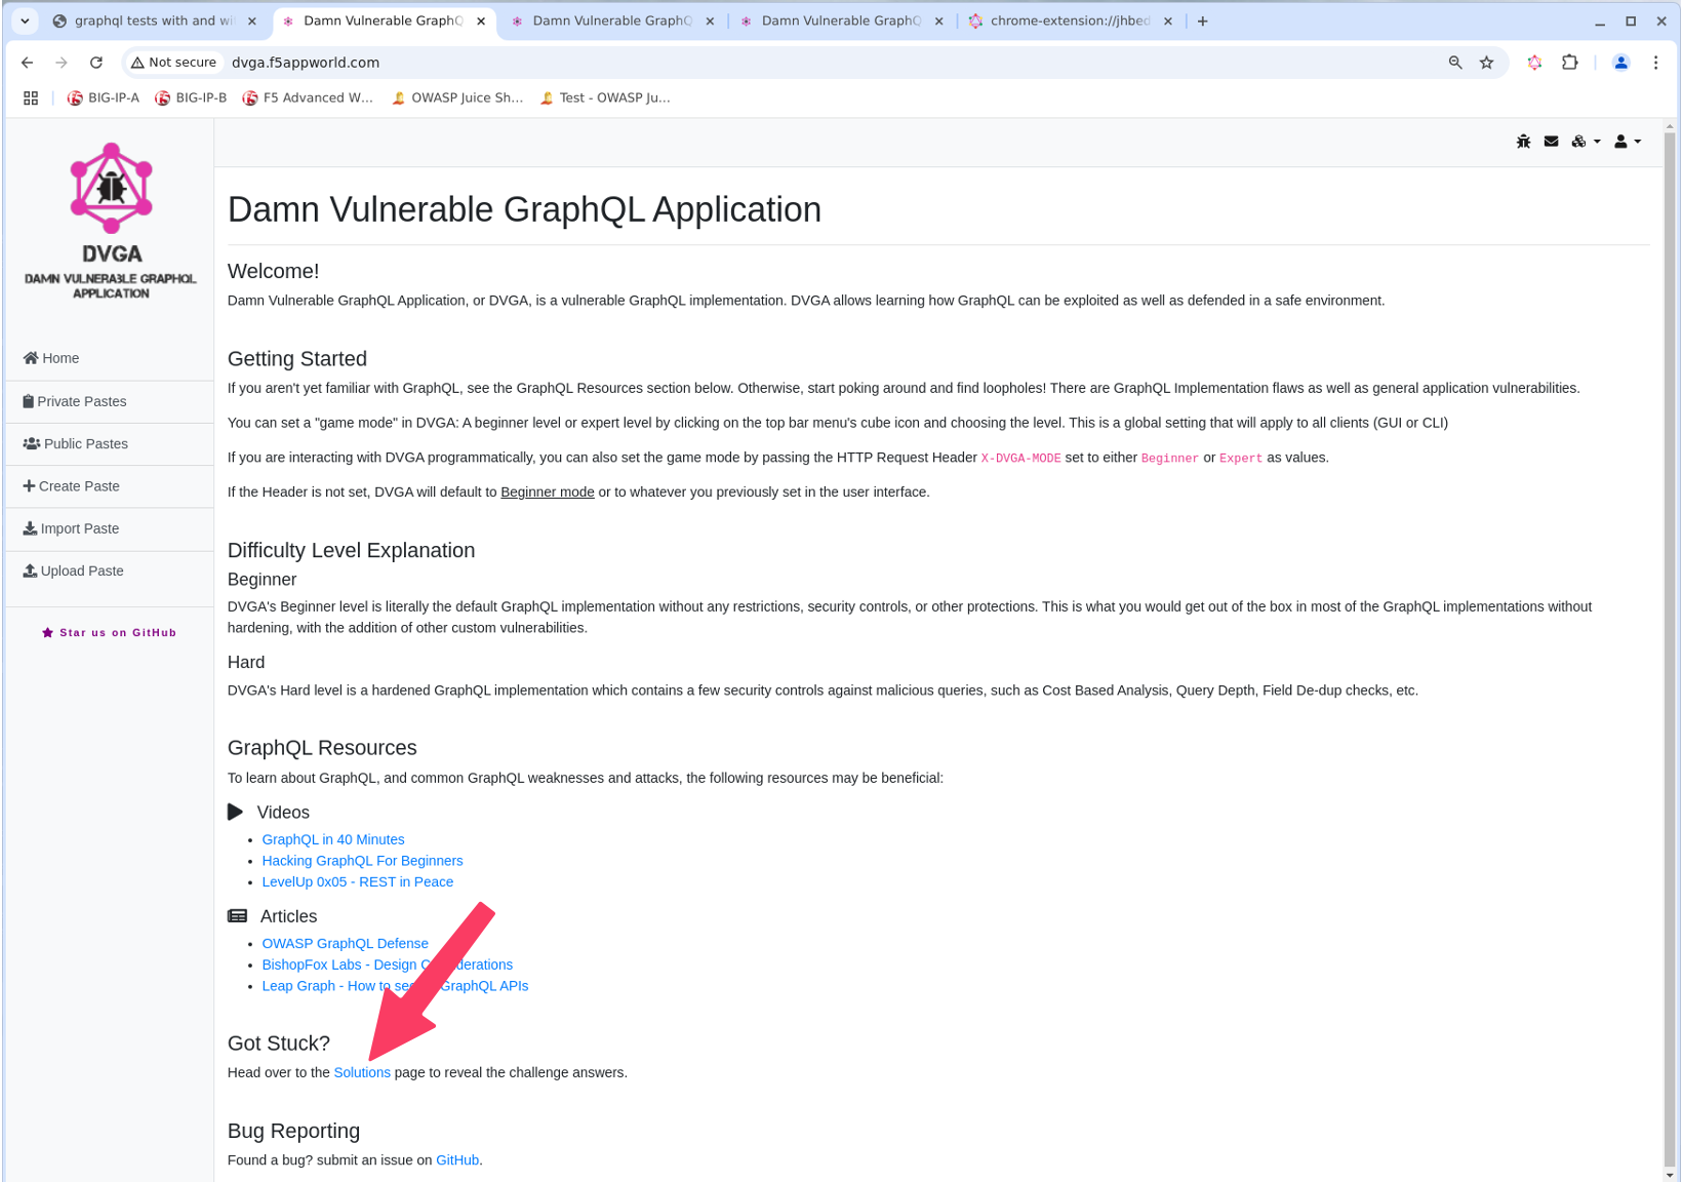 graphql tests with and wi
Damn Vulnerable GraphQ
Damn Vulnerable GraphQ
Damn Vulnerable GraphQ
chrome-extension://jhbed
Not secure
dvga.f5appworld.com
BIG-IP-A
BIG-IP-B
F5 Advanced W...
OWASP Juice Sh...
Test - OWASP Ju...
DVGA
DAMN VULNERABLE GRAPHQL
APPLICATION
Home
Private Pastes
Public Pastes
Create Paste
Import Paste
Upload Paste
Star us on GitHub
Damn Vulnerable GraphQL Application
Welcome!
Damn Vulnerable GraphQL Application, or DVGA, is a vulnerable GraphQL implementation. DVGA allows learning how GraphQL can be exploited as well as defended in a safe environment.
Getting Started
If you aren't yet familiar with GraphQL, see the GraphQL Resources section below. Otherwise, start poking around and find loopholes! There are GraphQL Implementation flaws as well as general application vulnerabilities.
You can set a "game mode" in DVGA: A beginner level or expert level by clicking on the top bar menu's cube icon and choosing the level. This is a global setting that will apply to all clients (GUI or CLI)
If you are interacting with DVGA programmatically, you can also set the game mode by passing the HTTP Request Header X-DVGA-MODE set to either Beginner or Expert as values.
If the Header is not set, DVGA will default to Beginner mode or to whatever you previously set in the user interface.
Difficulty Level Explanation
Beginner
DVGA's Beginner level is literally the default GraphQL implementation without any restrictions, security controls, or other protections. This is what you would get out of the box in most of the GraphQL implementations without
hardening, with the addition of other custom vulnerabilities.
Hard
DVGA's Hard level is a hardened GraphQL implementation which contains a few security controls against malicious queries, such as Cost Based Analysis, Query Depth, Field De-dup checks, etc.
GraphQL Resources
To learn about GraphQL, and common GraphQL weaknesses and attacks, the following resources may be beneficial:
Videos
GraphQL in 40 Minutes
Hacking GraphQL For Beginners
LevelUp 0x05 - REST in Peace
Articles
OWASP GraphQL Defense
BishopFox Labs - Design
Leap Graph - How to GraphQL APIs
Got Stuck?
Head over to the Solutions page to reveal the challenge answers.
Bug Reporting
Found a bug? submit an issue on GitHub.